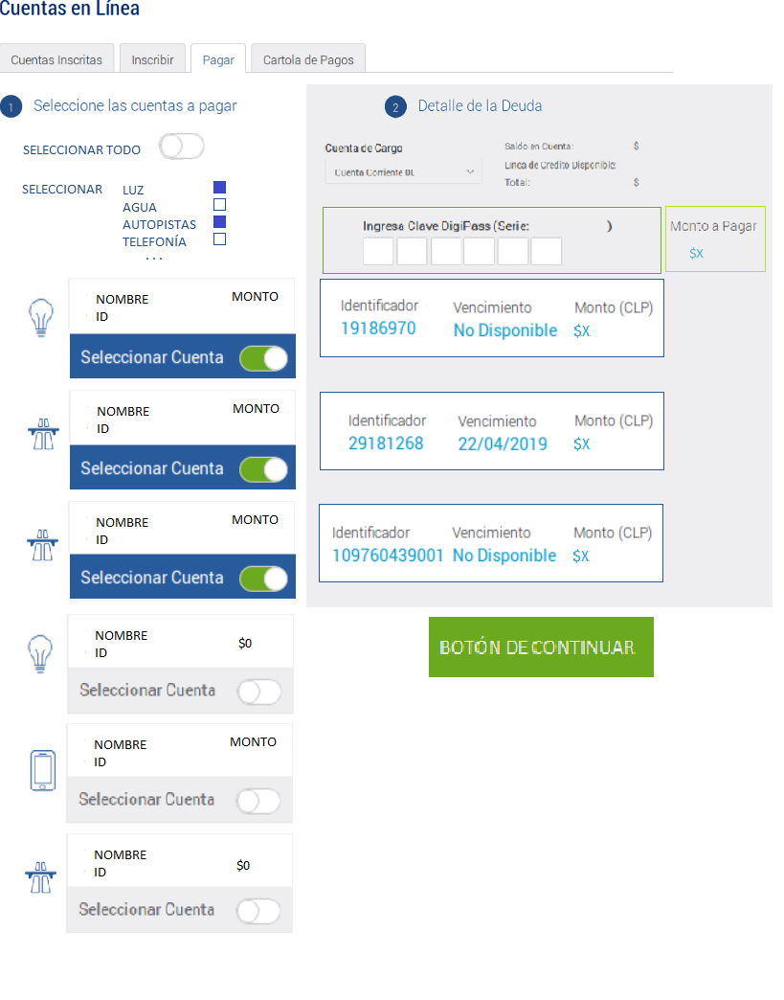 Cuentas en Línea
Cuentas Inscritas
Inscribir
Pagar
Cartola de Pagos
1 Seleccione las cuentas a pagar
SELECCIONAR TODO
SELECCIONAR
LUZ
AGUA
AUTOPISTAS
TELEFONÍA
...
NOMBRE MONTO
ID
Seleccionar Cuenta
NOMBRE MONTO
ID
Seleccionar Cuenta
NOMBRE MONTO
ID
Seleccionar Cuenta
NOMBRE $0
ID
Seleccionar Cuenta
NOMBRE MONTO
ID
Seleccionar Cuenta
NOMBRE $0
ID
Seleccionar Cuenta
2 Detalle de la Deuda
Cuenta de Cargo
Cuenta Corriente
Saldo en Cuenta: $
Linea de Credito Disponible:
Total: $
Ingresa Clave DigiPass (Serie: )
Monto a Pagar
$X
Identificador Vencimiento Monto (CLP)
19186970 No Disponible $X
Identificador Vencimiento Monto (CLP)
29181268 22/04/2019 $X
Identificador Vencimiento Monto (CLP)
109760439001 No Disponible $X
BOTÓN DE CONTINUAR